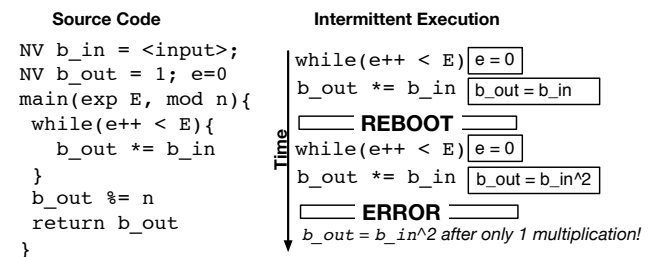 Source Code
NV b_in = <input>;
NV b_out = 1; e=0
main(exp E, mod n){
while(e++ < E){
b_out *= b_in
}
b_out %= n
return b_out
}
Intermittent Execution
Time
while(e++ < E) e = 0
b_out *= b_in b_out = b_in
REBOOT
while(e++ < E) e = 0
b_out *= b_in b_out = b_in^2
ERROR
b_out = b_in^2 after only 1 multiplication!